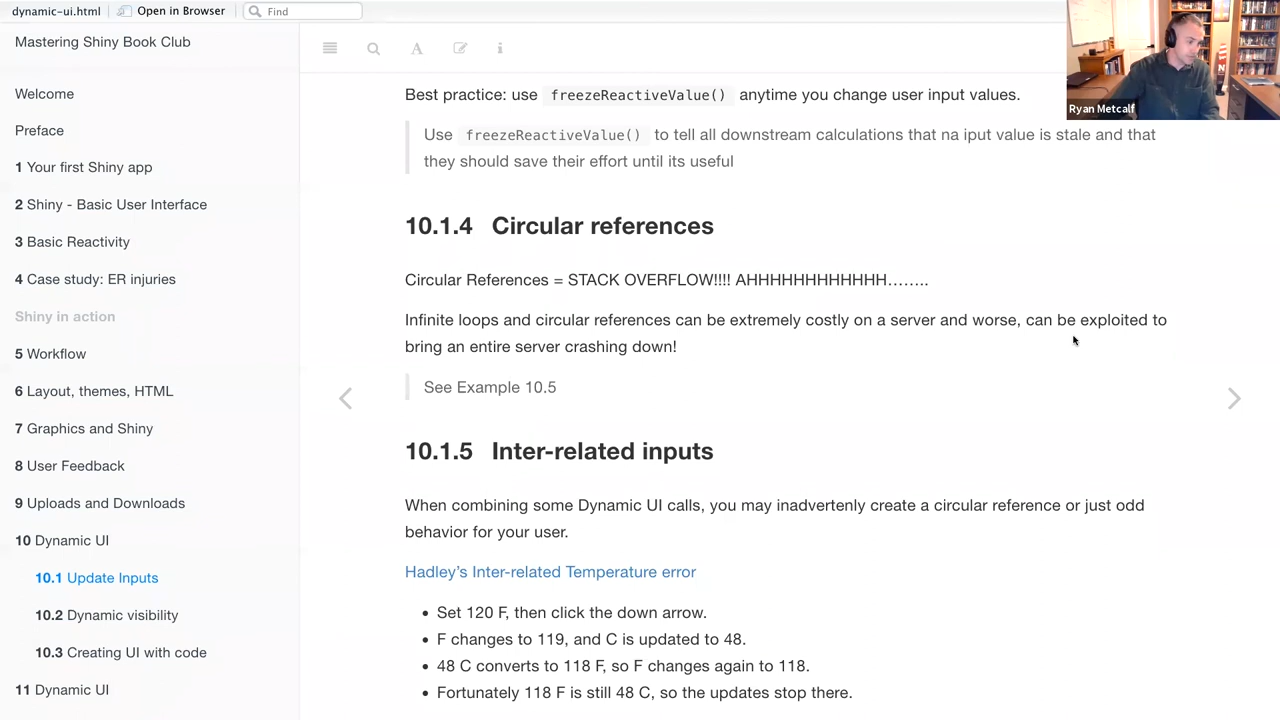 dynamic-ui.html
Open in Browser
Find
Mastering Shiny Book Club
Welcome
Preface
1 Your first Shiny app
2 Shiny - Basic User Interface
3 Basic Reactivity
4 Case study: ER injuries
Shiny in action
5 Workflow
6 Layout, themes, HTML
7 Graphics and Shiny
8 User Feedback
9 Uploads and Downloads
10 Dynamic UI
10.1 Update Inputs
10.2 Dynamic visibility
10.3 Creating UI with code
11 Dynamic UI
Best practice: use freezeReactiveValue() anytime you change user input values.
Use freezeReactiveValue() to tell all downstream calculations that na iput value is stale and that
they should save their effort until its useful
10.1.4 Circular references
Circular References = STACK OVERFLOW!!!! AHHHHHHHHHHHH……..
Infinite loops and circular references can be extremely costly on a server and worse, can be exploited to
bring an entire server crashing down!
See Example 10.5
10.1.5 Inter-related inputs
When combining some Dynamic UI calls, you may inadvertenly create a circular reference or just odd
behavior for your user.
Hadley’s Inter-related Temperature error
• Set 120 F, then click the down arrow.
• F changes to 119, and C is updated to 48.
• 48 C converts to 118 F, so F changes again to 118.
• Fortunately 118 F is still 48 C, so the updates stop there.
Ryan Metcalf